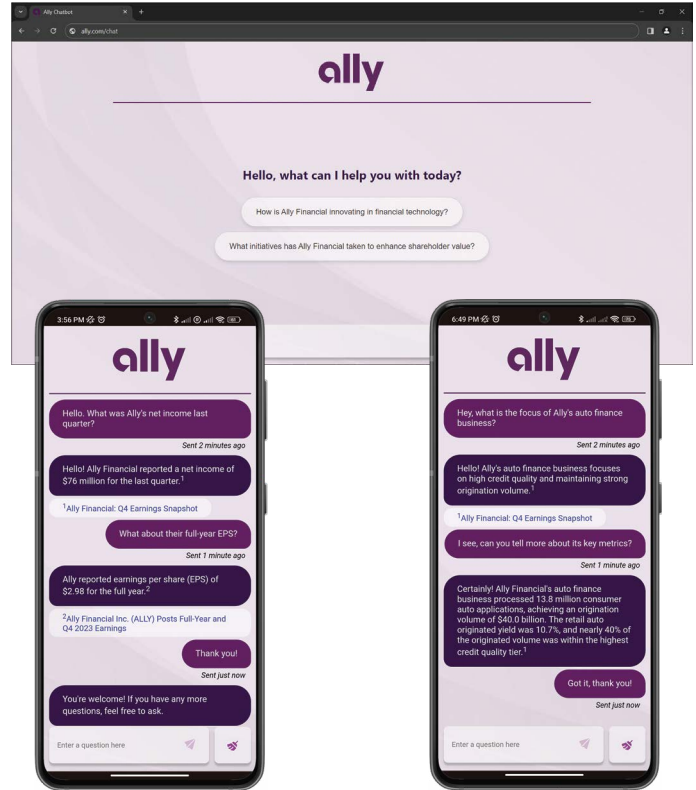 Ally Chatbot
ally.com/chat
ally
Hello, what can I help you with today?
How is Ally Financial innovating in financial technology?
What initiatives has Ally Financial taken to enhance shareholder value?
3:56 PM
ally
Hello. What was Ally's net income last
quarter?
Sent 2 minutes ago
Hello! Ally Financial reported a net income of
$76 million for the last quarter.¹
¹Ally Financial: Q4 Earnings Snapshot
What about their full-year EPS?
Sent 1 minute ago
Ally reported earnings per share (EPS) of
$2.98 for the full year.²
²Ally Financial Inc. (ALLY) Posts Full-Year and
Q4 2023 Earnings
Thank you!
Sent just now
You're welcome! If you have any more
questions, feel free to ask.
Enter a question here
6:49 PM
ally
Hey, what is the focus of Ally's auto finance
business?
Sent 2 minutes ago
Hello! Ally's auto finance business focuses
on high credit quality and maintaining strong
origination volume.¹
¹Ally Financial: Q4 Earnings Snapshot
I see, can you tell more about its key metrics?
Sent 1 minute ago
Certainly! Ally Financial's auto finance
business processed 13.8 million consumer
auto applications, achieving an origination
volume of $40.0 billion. The retail auto
originated yield was 10.7%, and nearly 40% of
the originated volume was within the highest
credit quality tier.¹
Got it, thank you!
Sent just now
Enter a question here